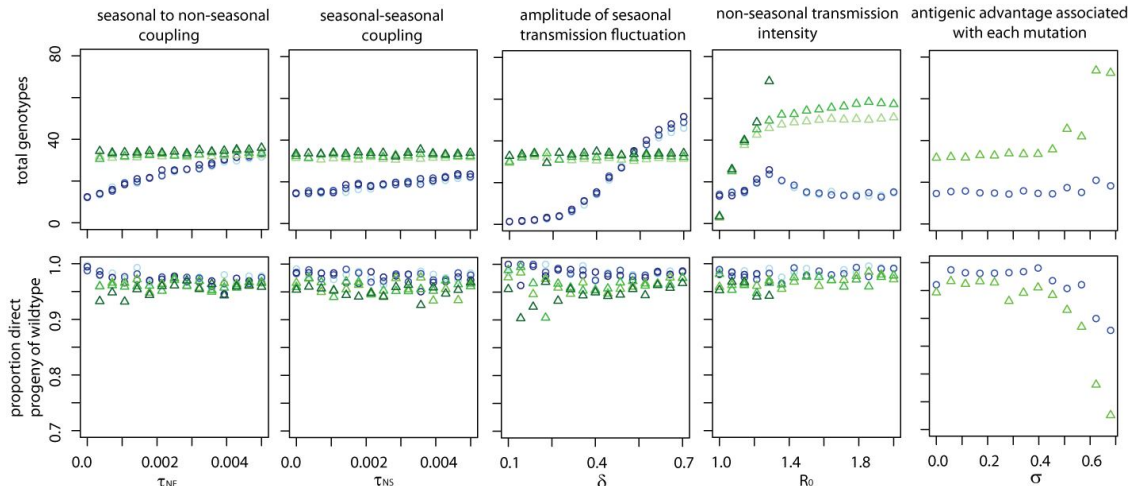 seasonal to non-seasonal
coupling
seasonal-seasonal
coupling
amplitude of sesaonal
transmission fluctuation
non-seasonal transmission
intensity
antigenic advantage associated
with each mutation
total genotypes
80
40
0
proportion direct
progeny of wildtype
1.0
0.9
0.8
0.7
0.0 0.002 0.004
τNF
0.0 0.002 0.004
τNS
0.1 0.4 0.7
δ
1.0 1.4 1.8
R0
0.0 0.2 0.4 0.6
σ